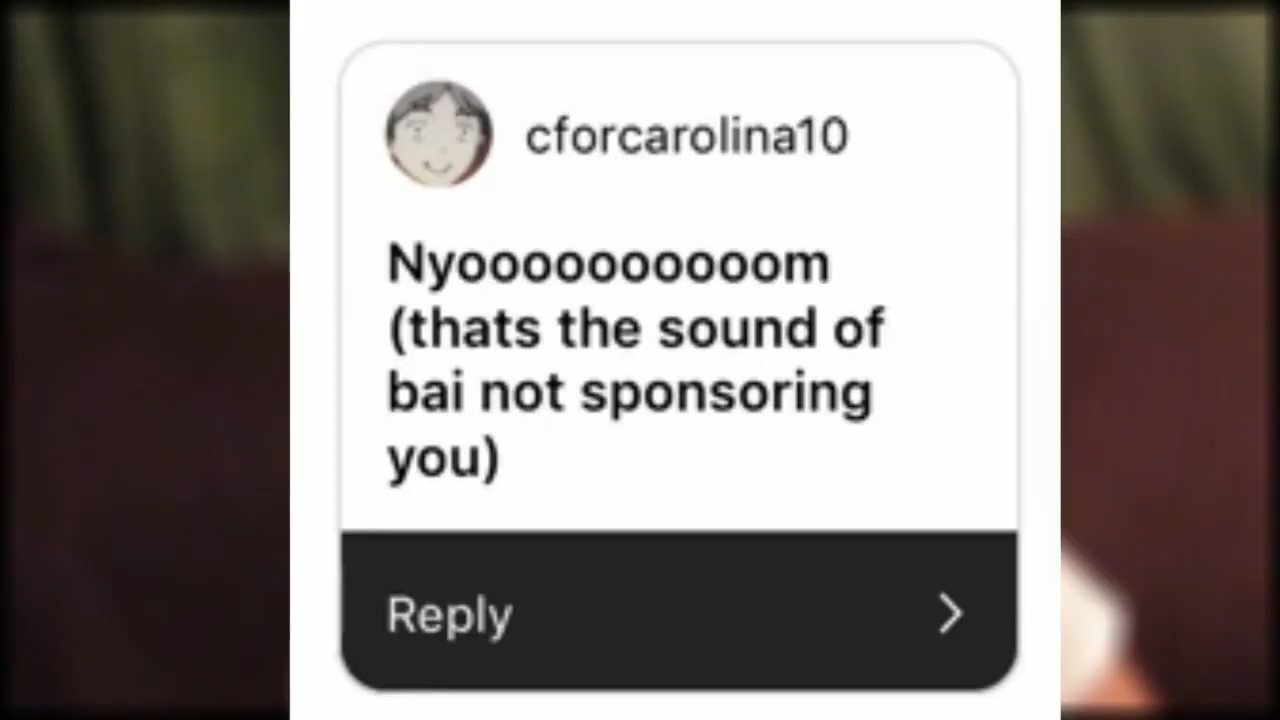 cforcarolina10
Nyoooooooooom
(thats the sound of
bai not sponsoring
you)
Reply